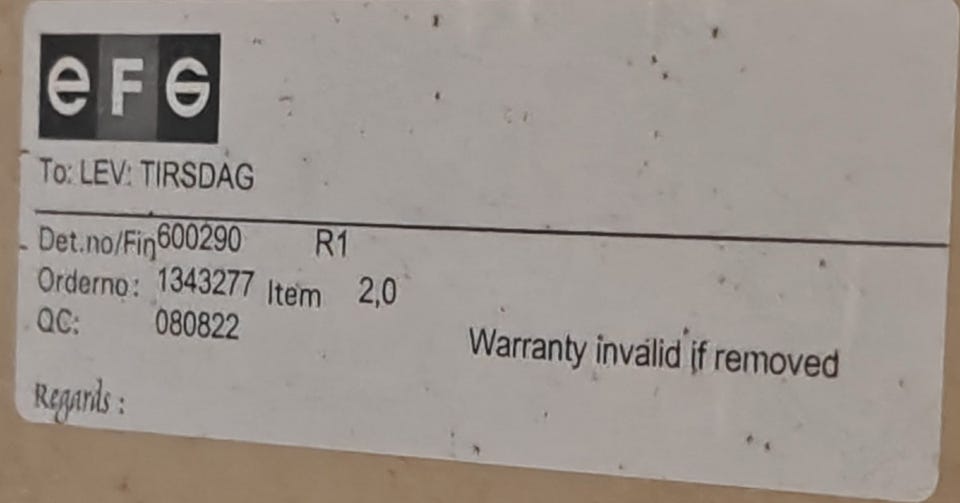 eFG
To: LEV: TIRSDAG
Det.no/Fin 600290 R1
Orderno: 1343277 Item 2,0
QC: 080822
Warranty invalid if removed
Regards :